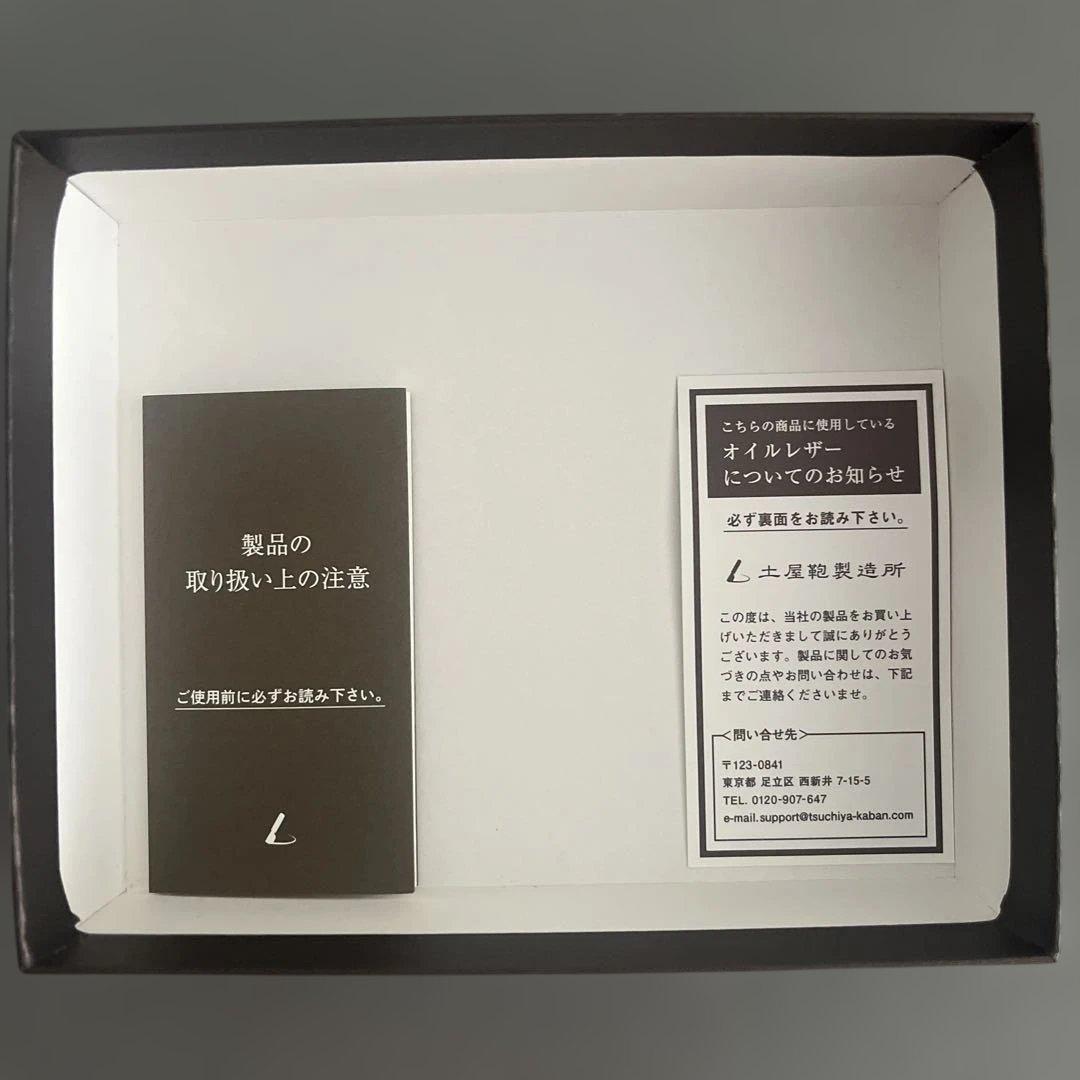 製品の
取り扱い上の注意
ご使用前に必ずお読み下さい。
こちらの商品に使用している
オイルレザー
についてのお知らせ
必ず裏面をお読み下さい。
土屋鞄製造所
この度は、当社の製品をお買い上
げいただきまして誠にありがとう
ございます。製品に関してのお気
づきの点やお問い合わせは、下記
までご連絡くださいませ。
＜問い合せ先＞
〒123-0841
東京都 足立区 西新井 7-15-5
TEL. 0120-907-647
e-mail.support@tsuchiya-kaban.com